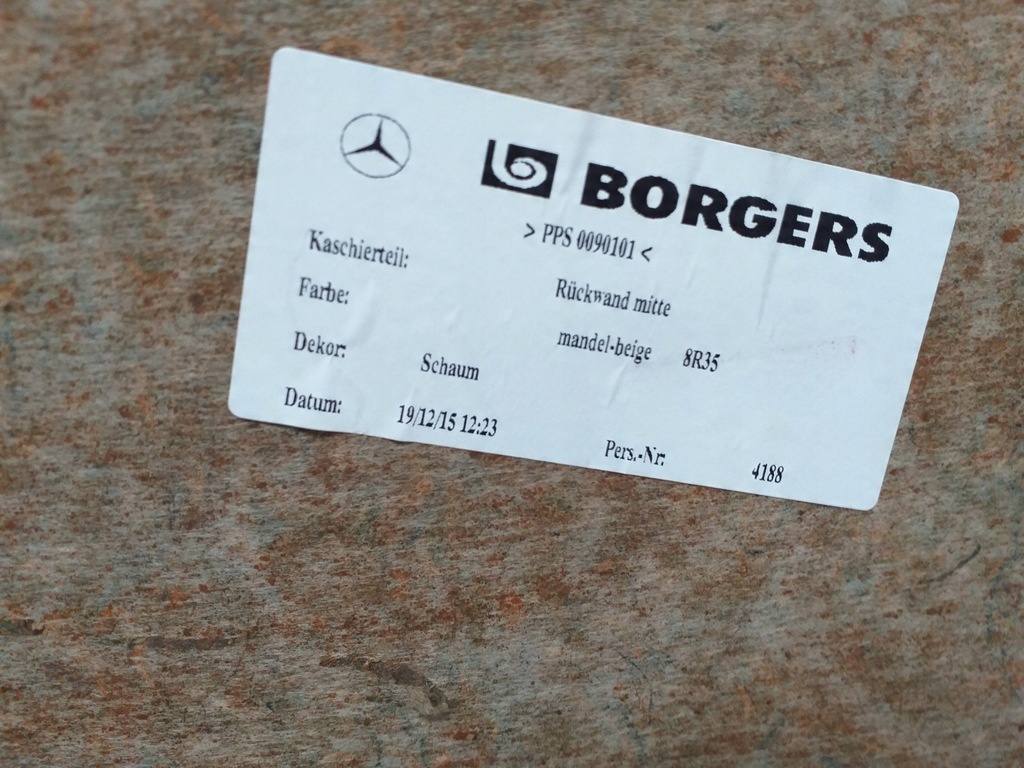 BORGERS
> PPS 0090101 <
Kaschierteil: Rückwand mitte
Farbe: mandel-beige 8R35
Dekor: Schaum
Datum: 19/12/15 12:23 Pers.-Nr: 4188